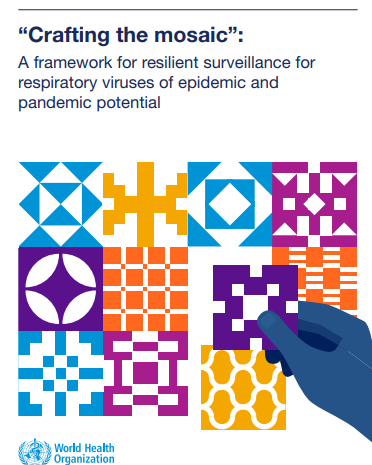 “Crafting the mosaic”:
A framework for resilient surveillance for
respiratory viruses of epidemic and
pandemic potential
World Health
Organization